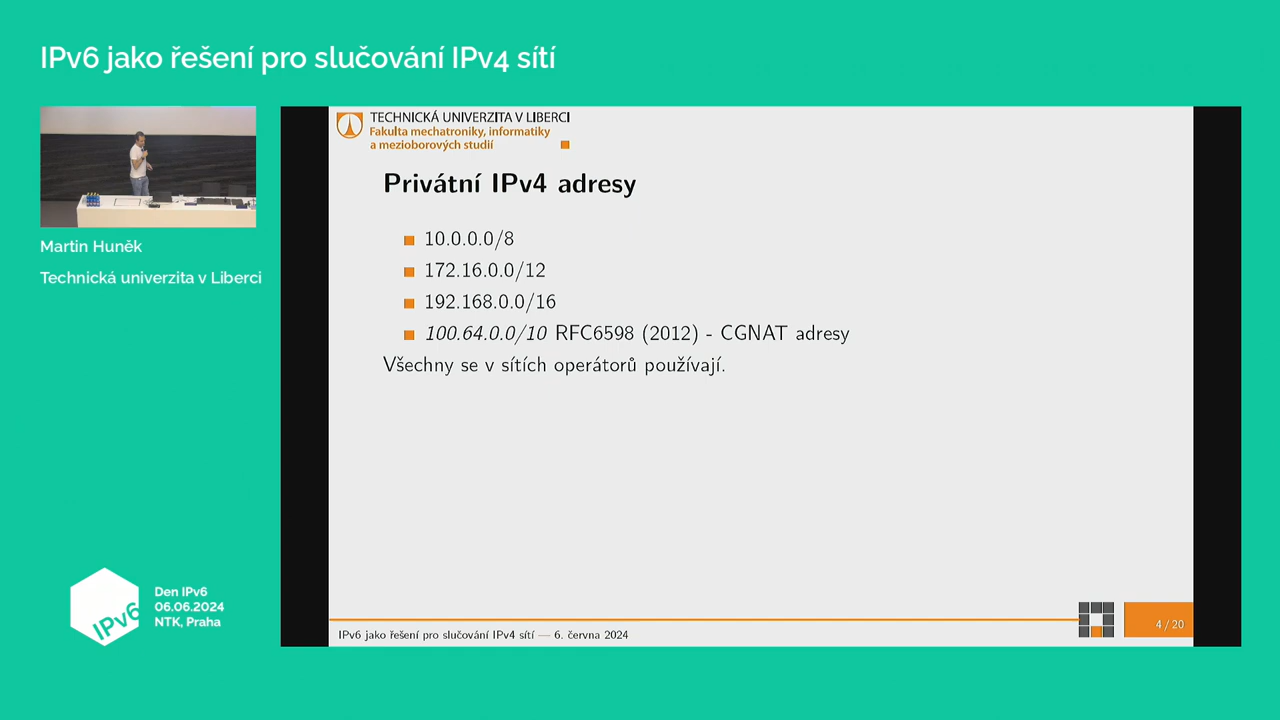 IPv6 jako řešení pro slučování IPv4 sítí
Martin Huněk
Technická univerzita v Liberci
TECHNICKÁ UNIVERZITA V LIBERCI
Fakulta mechatroniky, informatiky
a mezioborových studií
Privátní IPv4 adresy
10.0.0.0/8
172.16.0.0/12
192.168.0.0/16
100.64.0.0/10 RFC6598 (2012) - CGNAT adresy
Všechny se v sítích operátorů používají.
IPv6 jako řešení pro slučování IPv4 sítí — 6. června 2024
4 / 20
IPv6
Den IPv6
06.06.2024
NTK, Praha